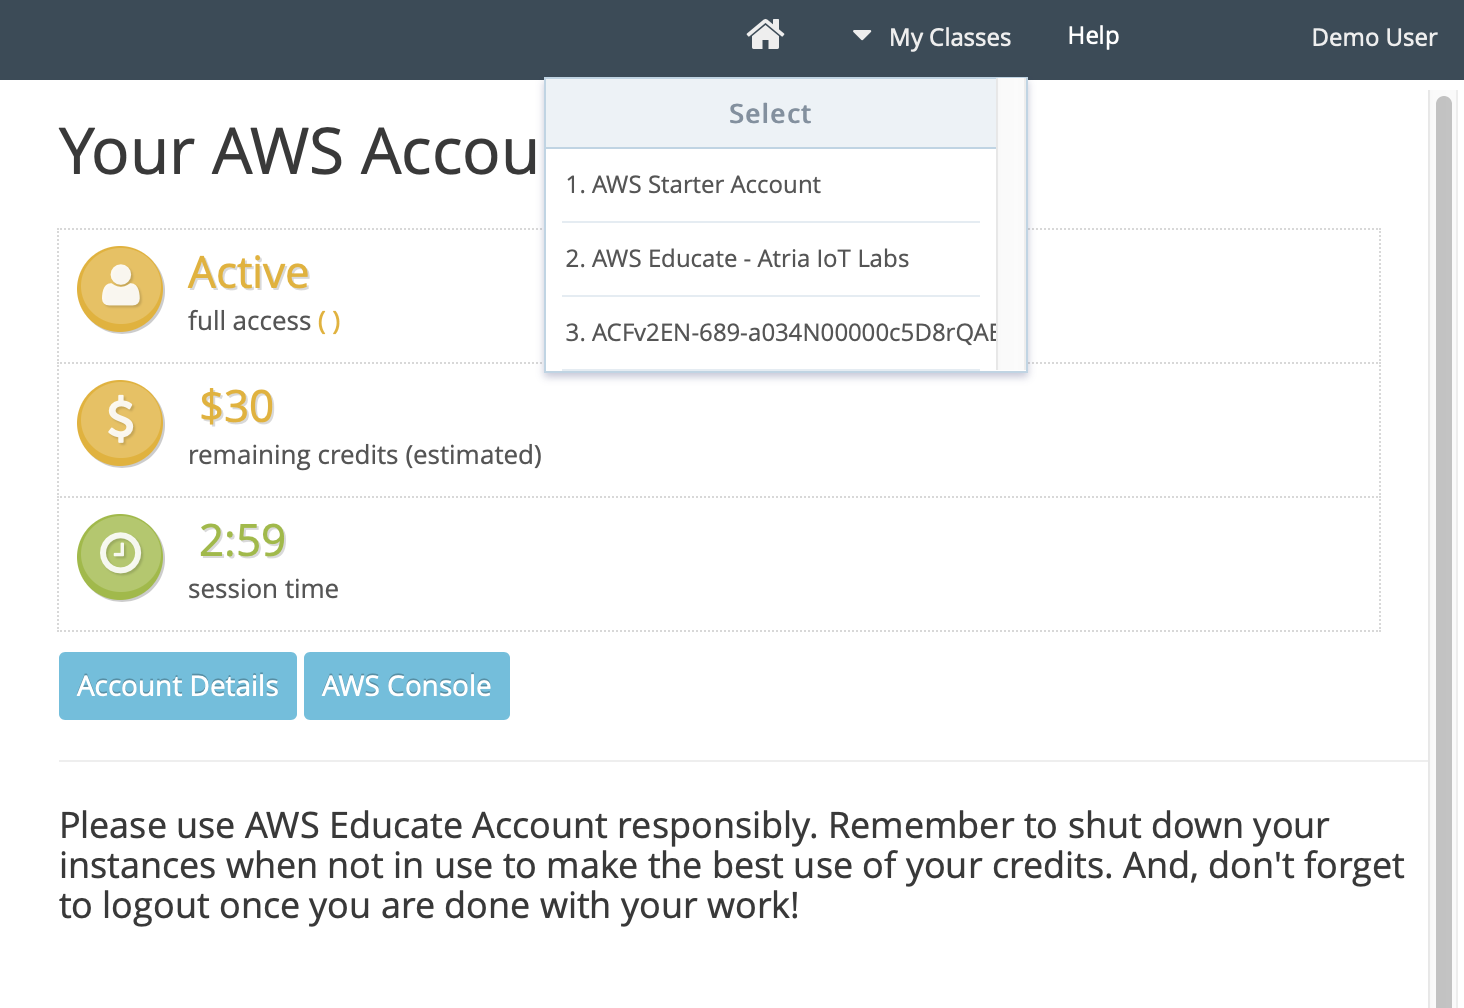 My Classes
Help
Demo User
Select
1. AWS Starter Account
2. AWS Educate - Atria IoT Labs
3. ACFv2EN-689-a034N00000c5D8rQAE
Your AWS Accou
Active
full access ( )
$30
remaining credits (estimated)
2:59
session time
Account Details
AWS Console
Please use AWS Educate Account responsibly. Remember to shut down your
instances when not in use to make the best use of your credits. And, don't forget
to logout once you are done with your work!